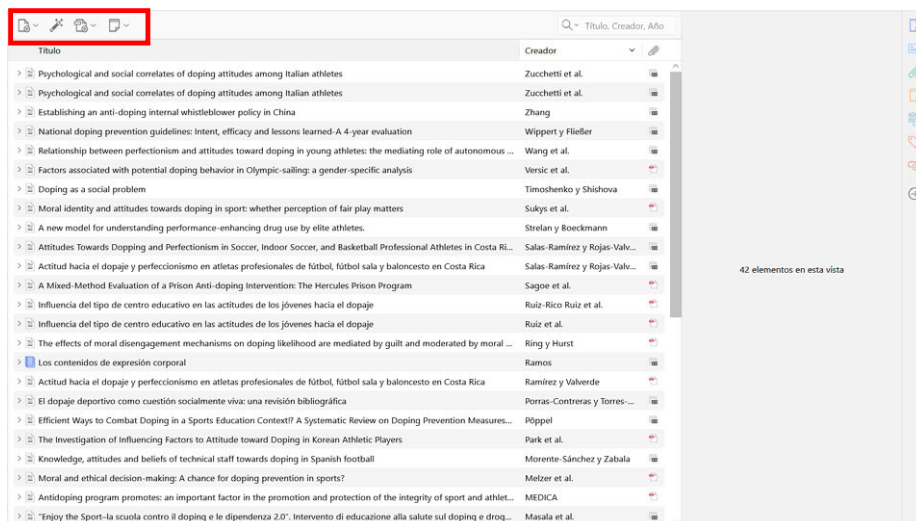 Título, Creador, Año
Título Creador
Psychological and social correlates of doping attitudes among Italian athletes Zucchetti et al.
Psychological and social correlates of doping attitudes among Italian athletes Zucchetti et al.
Establishing an anti-doping internal whistleblower policy in China Zhang
National doping prevention guidelines: Intent, efficacy and lessons learned-A 4-year evaluation Wippert y Fließer
Relationship between perfectionism and attitudes toward doping in young athletes: the mediating role of autonomous ... Wang et al.
Factors associated with potential doping behavior in Olympic-sailing: a gender-specific analysis Versic et al.
Doping as a social problem Timoshenko y Shishova
Moral identity and attitudes towards doping in sport: whether perception of fair play matters Sukys et al.
A new model for understanding performance-enhancing drug use by elite athletes. Strelan y Boeckmann
Attitudes Towards Dopping and Perfectionism in Soccer, Indoor Soccer, and Basketball Professional Athletes in Costa Ri... Salas-Ramírez y Rojas-Valv...
Actitud hacia el dopaje y perfeccionismo en atletas profesionales de fútbol, fútbol sala y baloncesto en Costa Rica Salas-Ramírez y Rojas-Valv...
42 elementos en esta vista
A Mixed-Method Evaluation of a Prison Anti-doping Intervention: The Hercules Prison Program Sagoe et al.
Influencia del tipo de centro educativo en las actitudes de los jóvenes hacia el dopaje Ruiz-Rico Ruiz et al.
Influencia del tipo de centro educativo en las actitudes de los jóvenes hacia el dopaje Ruiz et al.
The effects of moral disengagement mechanisms on doping likelihood are mediated by guilt and moderated by moral ... Ring y Hurst
Los contenidos de expresión corporal Ramos
Actitud hacia el dopaje y perfeccionismo en atletas profesionales de fútbol, fútbol sala y baloncesto en Costa Rica Ramírez y Valverde
El dopaje deportivo como cuestión socialmente viva: una revisión bibliográfica Porras-Contreras y Torres-...
Efficient Ways to Combat Doping in a Sports Education Context!? A Systematic Review on Doping Prevention Measures... Pöppel
The Investigation of Influencing Factors to Attitude toward Doping in Korean Athletic Players Park et al.
Knowledge, attitudes and beliefs of technical staff towards doping in Spanish football Morente-Sánchez y Zabala
Moral and ethical decision-making: A chance for doping prevention in sports? Melzer et al.
Antidoping program promotes: an important factor in the promotion and protection of the integrity of sport and athlet... MEDICA
"Enjoy the Sport–la scuola contro il doping e le dipendenza 2.0". Intervento di educazione alla salute sul doping e drog... Masala et al.